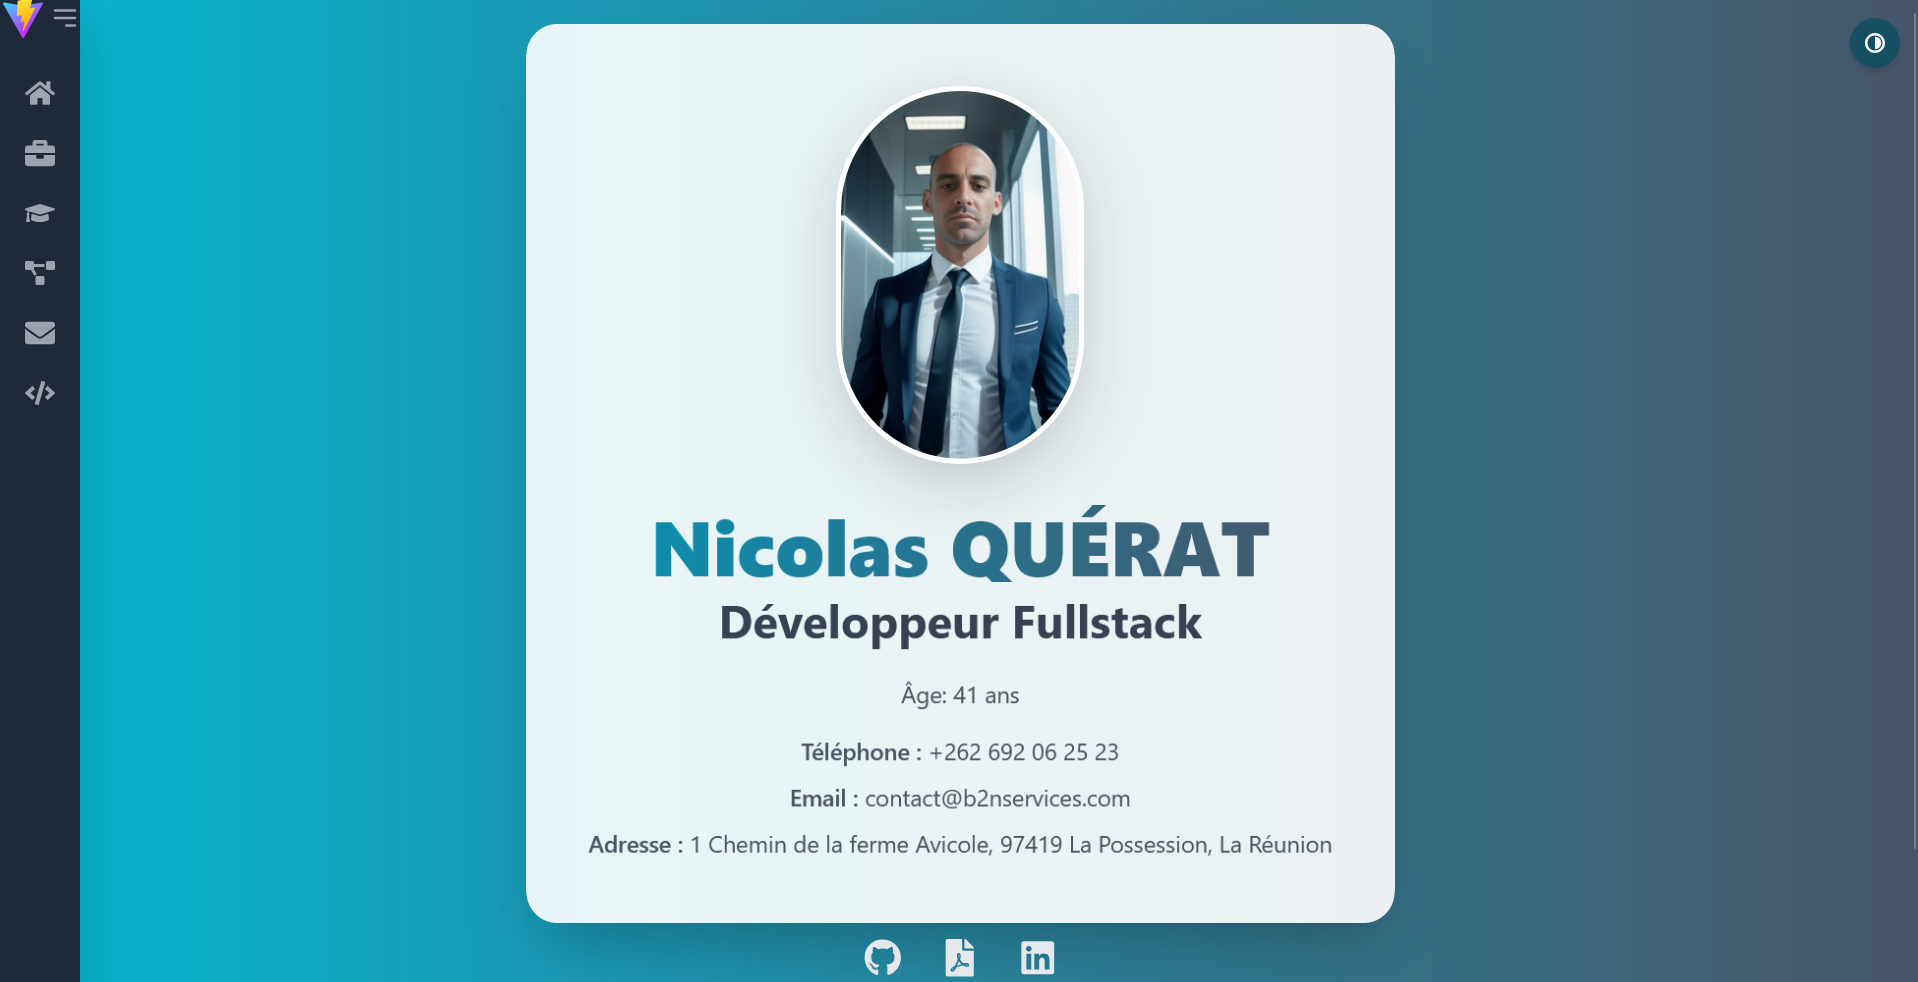 Nicolas QUÉRAT
Développeur Fullstack
Âge: 41 ans
Téléphone : +262 692 06 25 23
Email : contact@b2nservices.com
Adresse : 1 Chemin de la ferme Avicole, 97419 La Possession, La Réunion
in